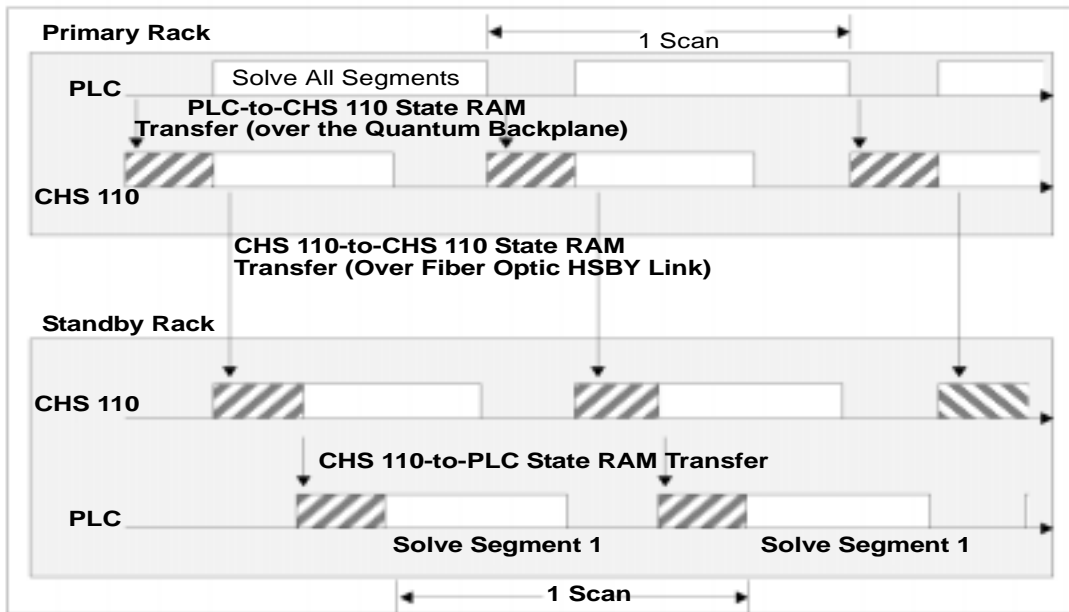 Primary Rack
1 Scan
PLC
Solve All Segments
PLC-to-CHS 110 State RAM
Transfer (over the Quantum Backplane)
CHS 110
CHS 110-to-CHS 110 State RAM
Transfer (Over Fiber Optic HSBY Link)
Standby Rack
CHS 110
CHS 110-to-PLC State RAM Transfer
PLC
Solve Segment 1
Solve Segment 1
1 Scan